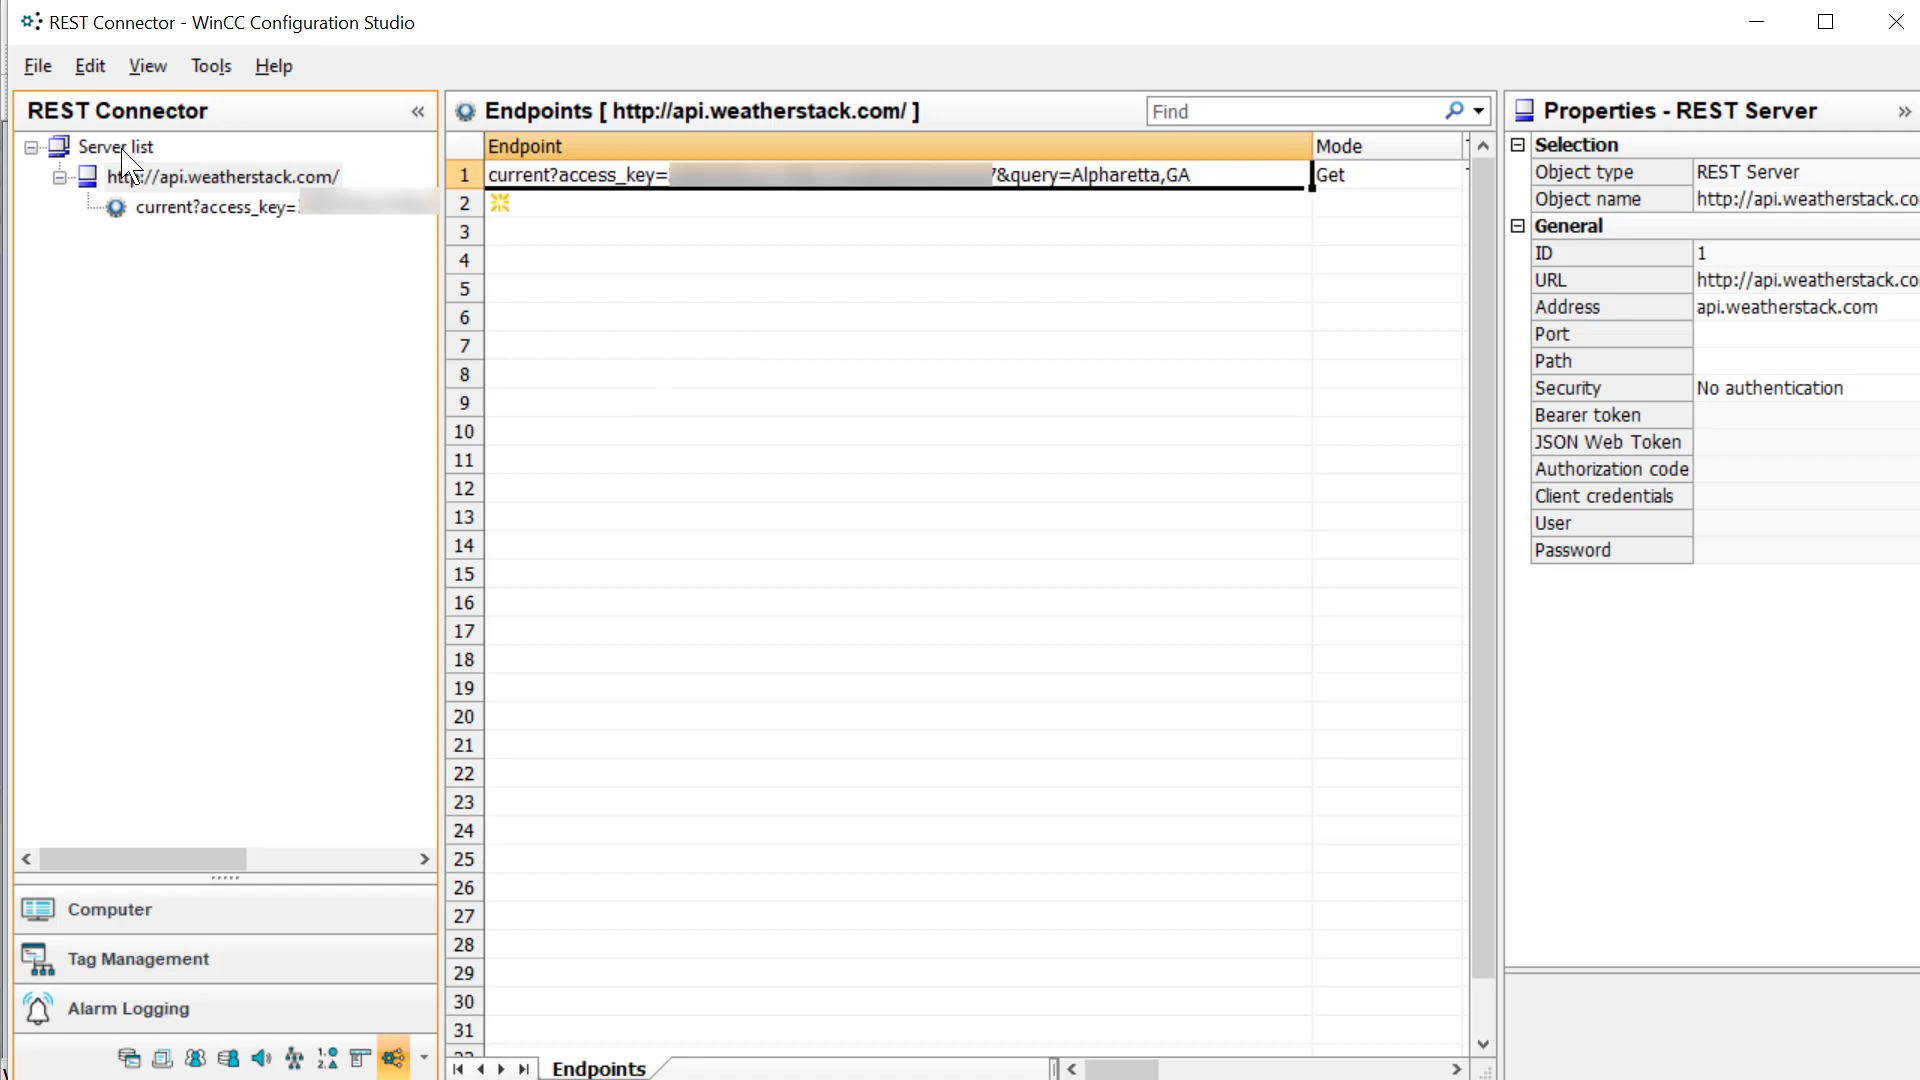 REST Connector - WinCC Configuration Studio
File Edit View Tools Help
REST Connector «
Server list
http://api.weatherstack.com/
current?access_key=
Computer
Tag Management
Alarm Logging
Endpoints [ http://api.weatherstack.com/ ]
Find
Endpoint Mode
1 current?access_key= 7&query=Alpharetta,GA Get
2
3
4
5
6
7
8
9
10
11
12
13
14
15
16
17
18
19
20
21
22
23
24
25
26
27
28
29
30
31
Endpoints
Properties - REST Server »
Selection
Object type REST Server
Object name http://api.weatherstack.co
General
ID 1
URL http://api.weatherstack.co
Address api.weatherstack.com
Port
Path
Security No authentication
Bearer token
JSON Web Token
Authorization code
Client credentials
User
Password